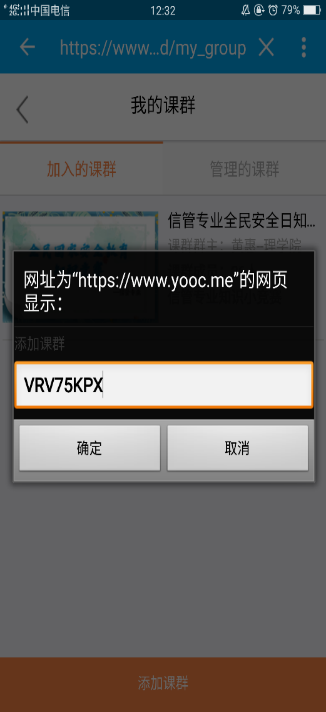 中国电信 12:32 79%
https://www...d/my_group
我的课群
加入的课群 管理的课群
信管专业全民安全日知...
网址为“https://www.yooc.me”的网页
显示：
添加课群
VRV75KPX
确定 取消
添加课群